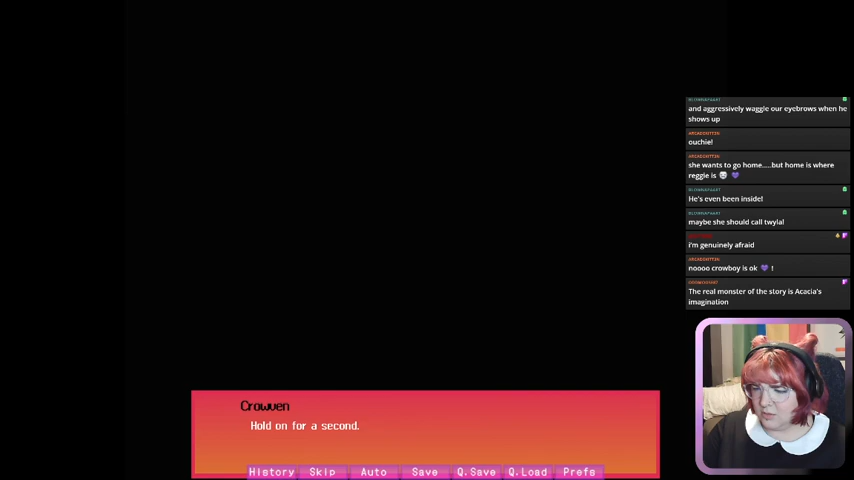 and aggressively waggle our eyebrows when he
shows up
ouchie!
she wants to go home.....but home is where
reggie is
He's even been inside!
maybe she should call twyla!
i'm genuinely afraid
noooo crowboy is ok 💜 !
The real monster of the story is Acacia's
imagination
Crowven
Hold on for a second.
History Skip Auto Save Q.Save Q.Load Prefs